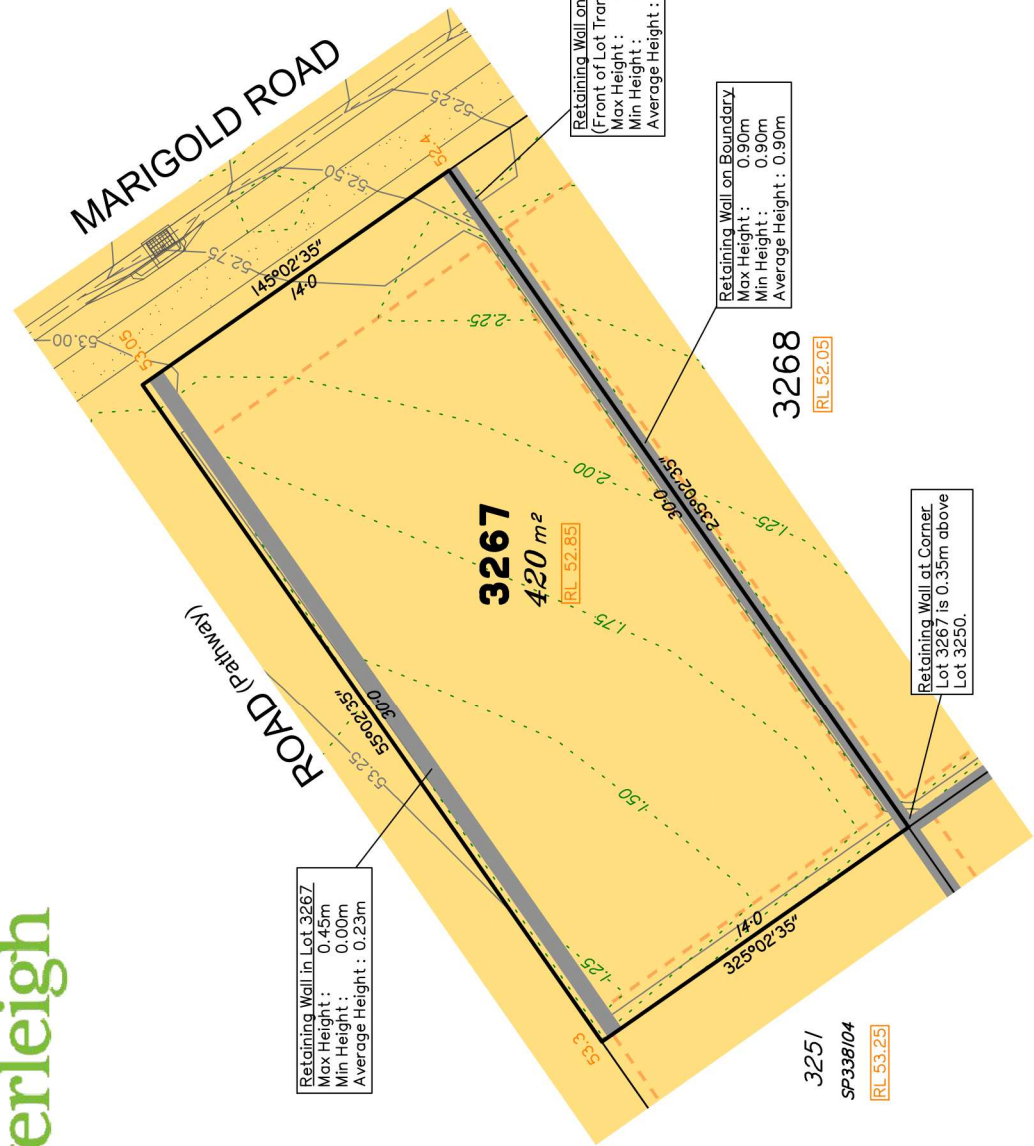 erleigh
MARIGOLD ROAD
ROAD (Pathway)
Retaining Wall on
(Front of Lot Tran
Max Height :
Min Height :
Average Height :
Retaining Wall on Boundary
Max Height : 0.90m
Min Height : 0.90m
Average Height : 0.90m
Retaining Wall in Lot 3267
Max Height : 0.45m
Min Height : 0.00m
Average Height : 0.23m
Retaining Wall at Corner
Lot 3267 is 0.35m above
Lot 3250.
3267
420 m²
RL 52.85
3268
RL 52.05
3251
SP338104
RL 53.25
145°02'35"
14·0
55°02'35"
30·0
30·0
235°02'35"
14·0
325°02'35"
53.05
52.4
53.3
53.00
52.75
52.50
52.25
53.25
-2.25-
2.00
-1.75
-1.50
-1.25
-1.25